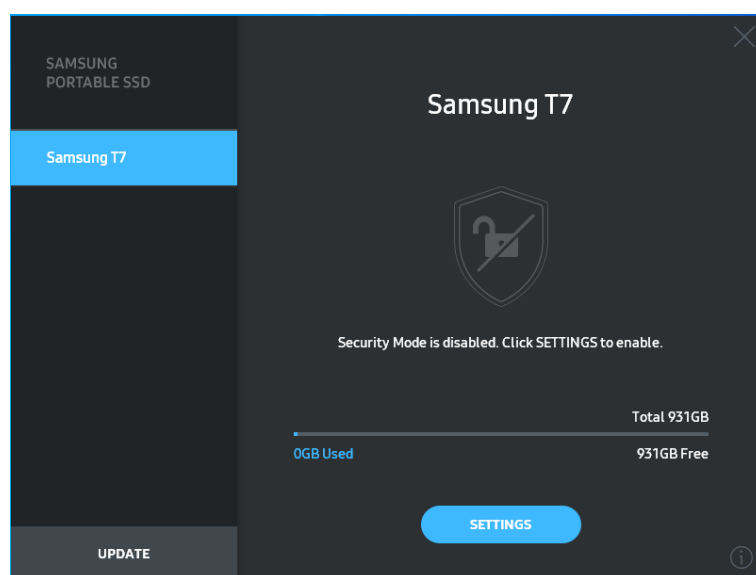 SAMSUNG
PORTABLE SSD
Samsung T7
Samsung T7
Security Mode is disabled. Click SETTINGS to enable.
Total 931GB
0GB Used
931GB Free
SETTINGS
UPDATE